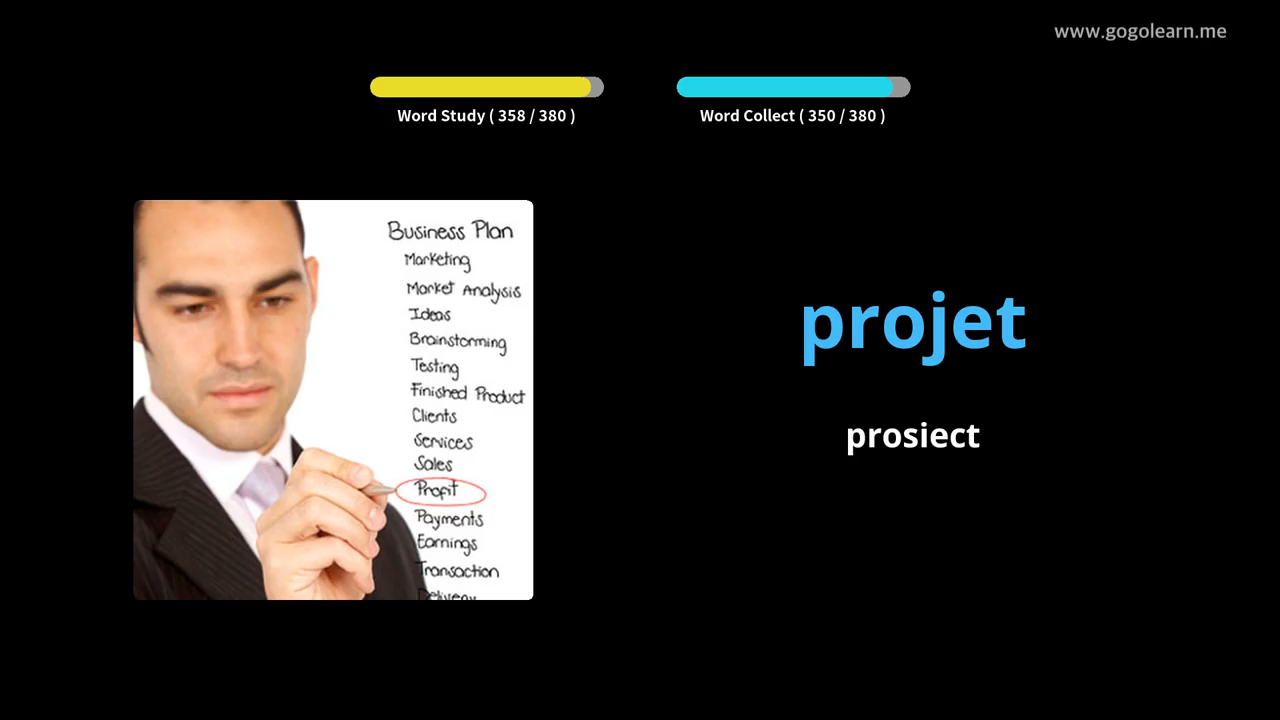 www.gogolearn.me
Word Study ( 358 / 380 )
Word Collect ( 350 / 380 )
Business Plan
Marketing
Market Analysis
Ideas
Brainstorming
Testing
Finished Product
Clients
Services
Sales
Profit
Payments
Earnings
Transaction
Delivery
projet
prosiect